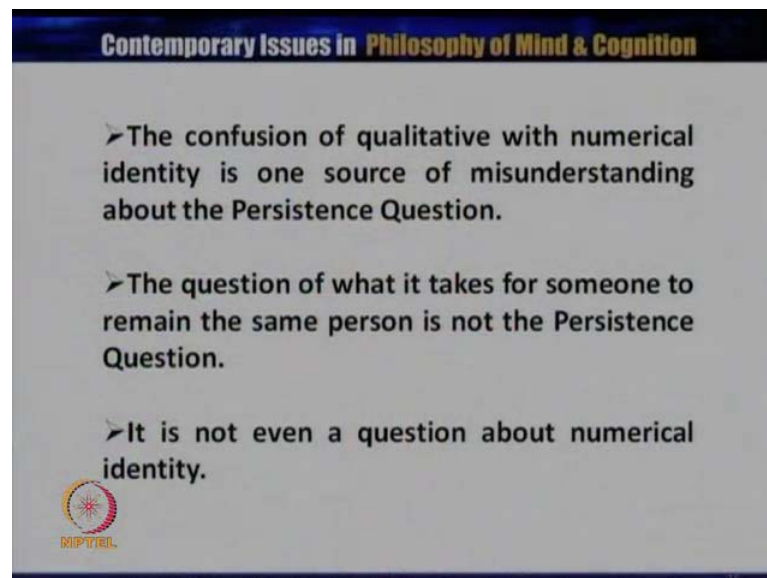 Contemporary Issues in Philosophy of Mind & Cognition
➢The confusion of qualitative with numerical
identity is one source of misunderstanding
about the Persistence Question.
➢The question of what it takes for someone to
remain the same person is not the Persistence
Question.
➢It is not even a question about numerical
identity.
NPTEL